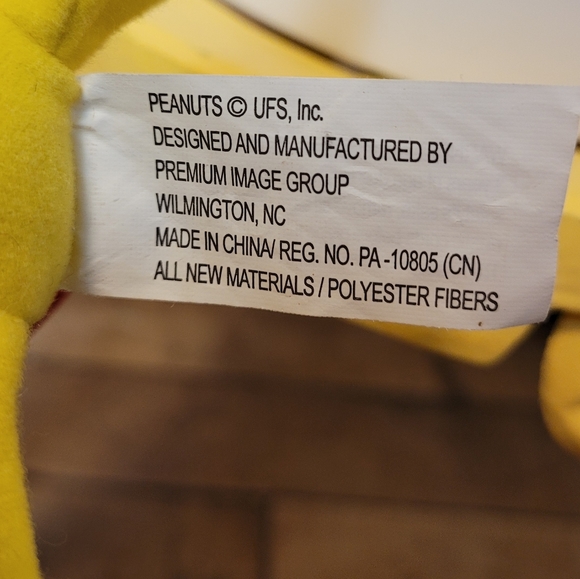 PEANUTS © UFS, Inc.
DESIGNED AND MANUFACTURED BY
PREMIUM IMAGE GROUP
WILMINGTON, NC
MADE IN CHINA/ REG. NO. PA -10805 (CN)
ALL NEW MATERIALS / POLYESTER FIBERS